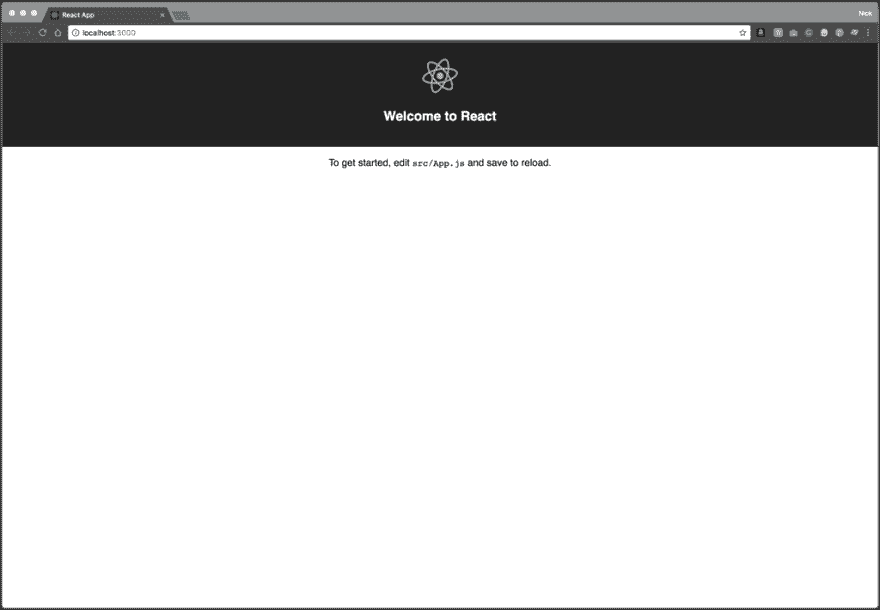 React App
Nick
localhost:3000
Welcome to React
To get started, edit src/App.js and save to reload.